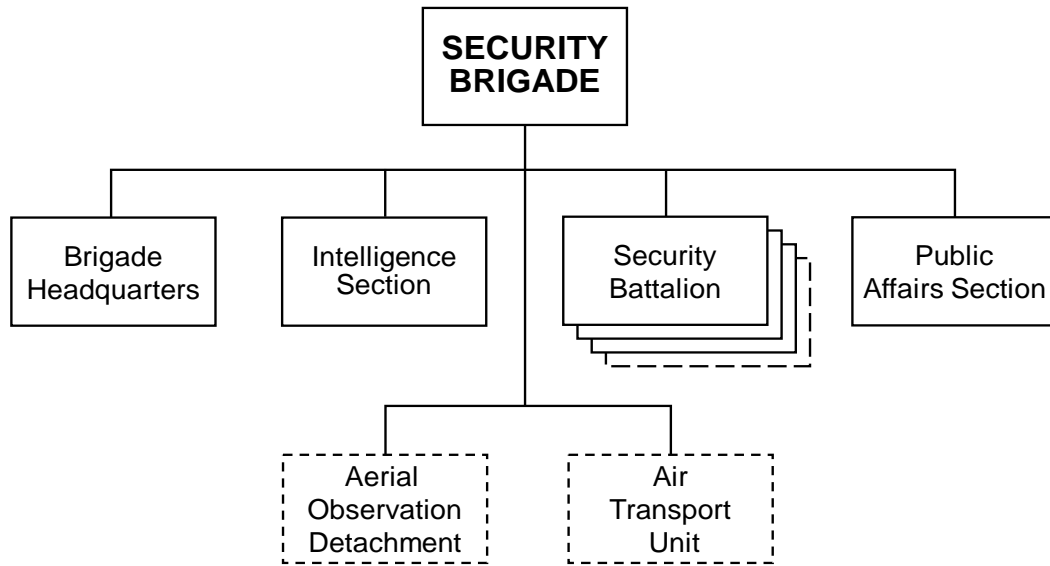 SECURITY
BRIGADE
Brigade
Headquarters
Intelligence
Section
Security
Battalion
Public
Affairs Section
Aerial
Observation
Detachment
Air
Transport
Unit